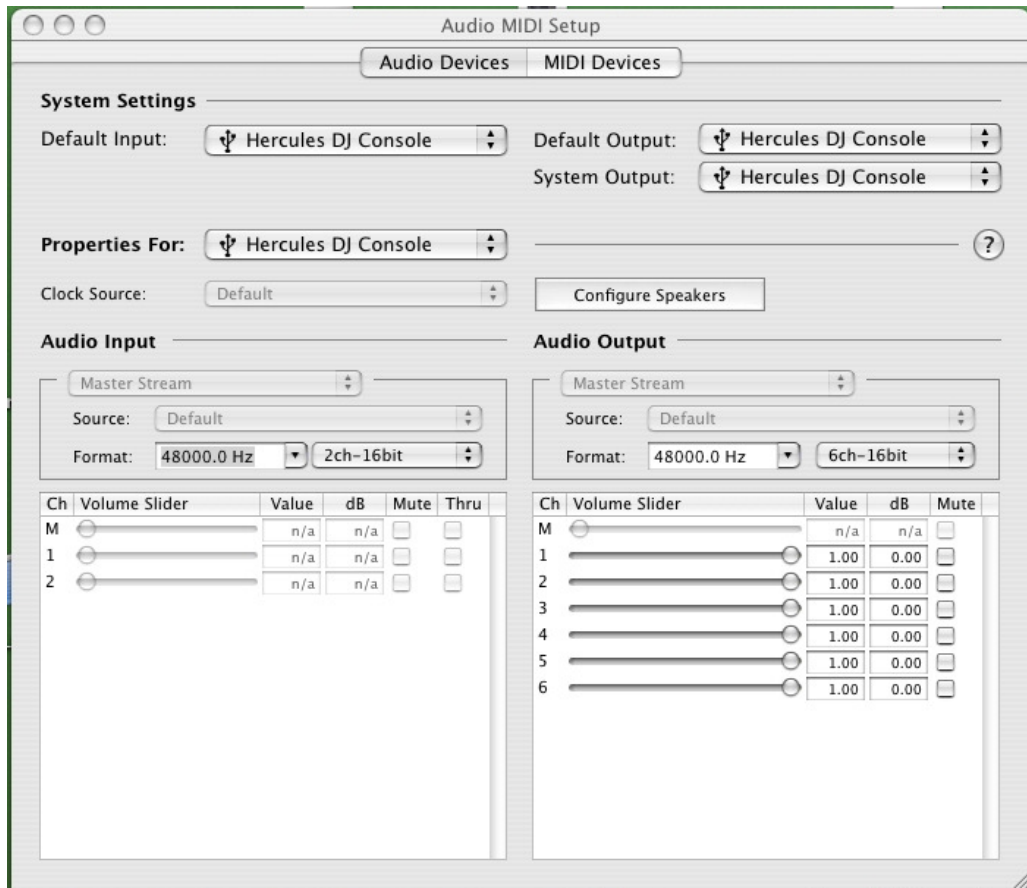 Audio MIDI Setup
Audio Devices MIDI Devices
System Settings
Default Input: Hercules DJ Console Default Output: Hercules DJ Console
System Output: Hercules DJ Console
Properties For: Hercules DJ Console ?
Clock Source: Default Configure Speakers
Audio Input Audio Output
Master Stream Master Stream
Source: Default Source: Default
Format: 48000.0 Hz 2ch-16bit Format: 48000.0 Hz 6ch-16bit
Ch Volume Slider Value dB Mute Thru Ch Volume Slider Value dB Mute
M n/a n/a M n/a n/a
1 n/a n/a 1 1.00 0.00
2 n/a n/a 2 1.00 0.00
3 1.00 0.00
4 1.00 0.00
5 1.00 0.00
6 1.00 0.00